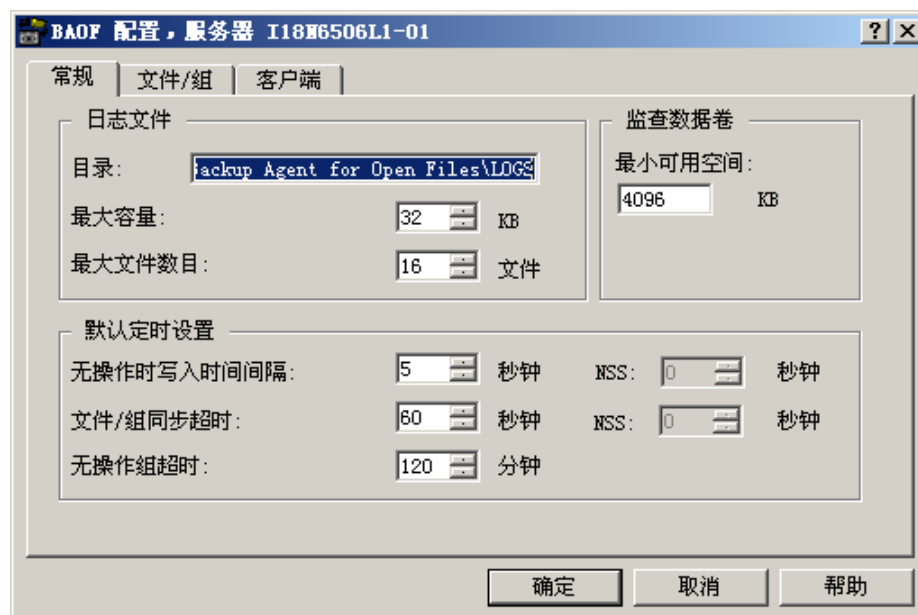 BAOF 配置，服务器 I18N6506L1-01
常规 文件/组 客户端
日志文件
目录: Backup Agent for Open Files\LOGS
最大容量: 32 KB
最大文件数目: 16 文件
监查数据卷
最小可用空间:
4096 KB
默认定时设置
无操作时写入时间间隔: 5 秒钟 NSS: 0 秒钟
文件/组同步超时: 60 秒钟 NSS: 0 秒钟
无操作组超时: 120 分钟
确定 取消 帮助